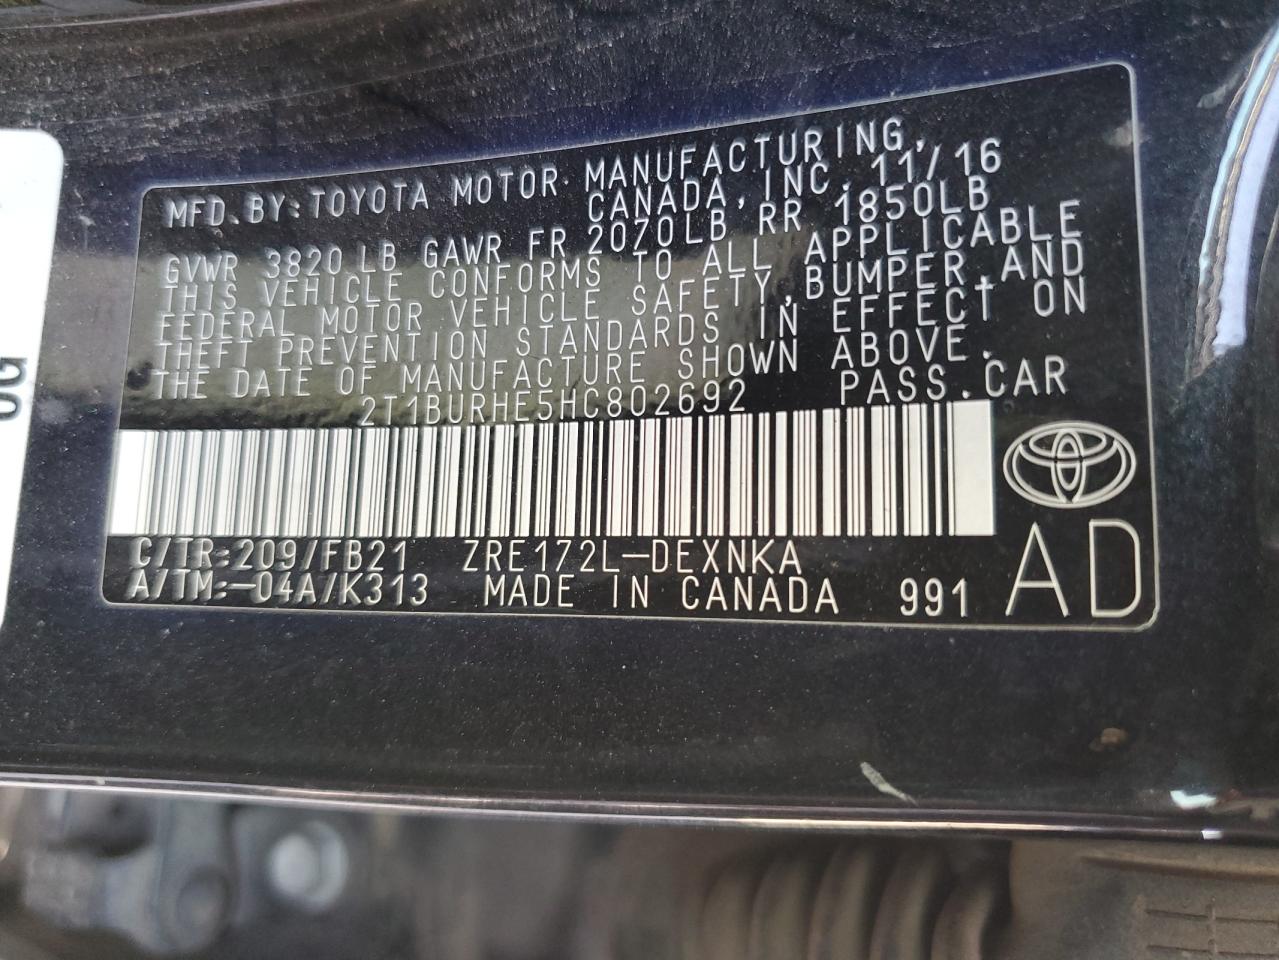 MFD. BY: TOYOTA MOTOR MANUFACTURING,
CANADA, INC. 11/16
GVWR 3820 LB GAWR FR 2070LB RR 1850LB
THIS VEHICLE CONFORMS TO ALL APPLICABLE
FEDERAL MOTOR VEHICLE SAFETY, BUMPER, AND
THEFT PREVENTION STANDARDS IN EFFECT ON
THE DATE OF MANUFACTURE SHOWN ABOVE.
2T1BURHE5HC802692 PASS. CAR
C/TR: 209/FB21 ZRE172L-DEXNKA
A/TM: -04A/K313 MADE IN CANADA 991 AD